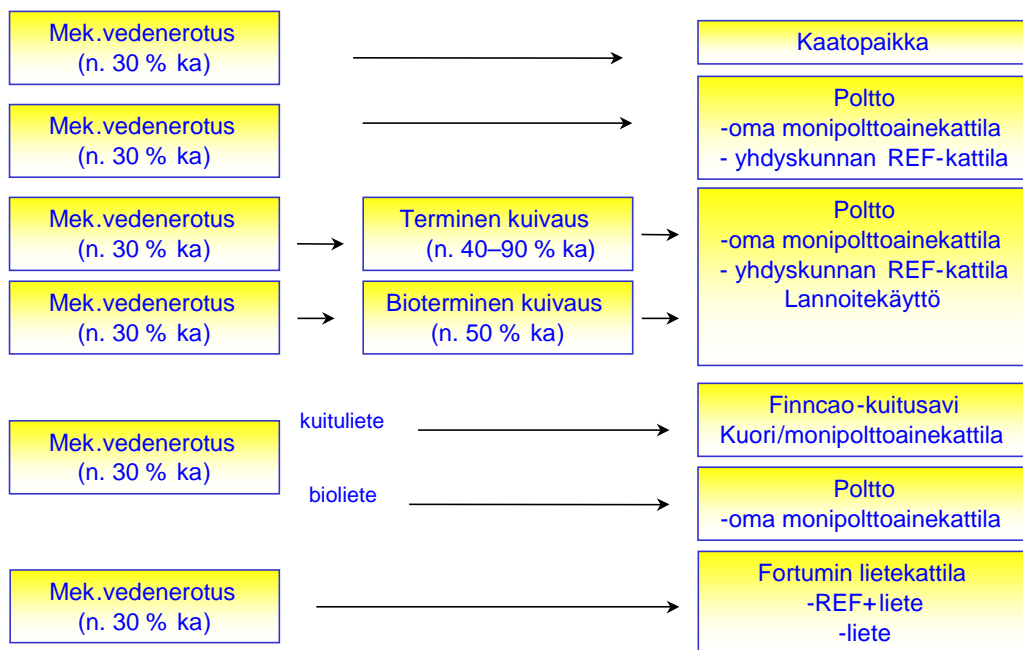 Mek.vedenerotus
(n. 30 % ka)
Kaatopaikka
Mek.vedenerotus
(n. 30 % ka)
Poltto
-oma monipolttoainekattila
- yhdyskunnan REF-kattila
Mek.vedenerotus
(n. 30 % ka)
Terminen kuivaus
(n. 40–90 % ka)
Poltto
-oma monipolttoainekattila
- yhdyskunnan REF-kattila
Lannoitekäyttö
Mek.vedenerotus
(n. 30 % ka)
Bioterminen kuivaus
(n. 50 % ka)
Mek.vedenerotus
(n. 30 % ka)
kuituliete
Finncao-kuitusavi
Kuori/monipolttoainekattila
bioliete
Poltto
-oma monipolttoainekattila
Mek.vedenerotus
(n. 30 % ka)
Fortumin lietekattila
-REF+liete
-liete